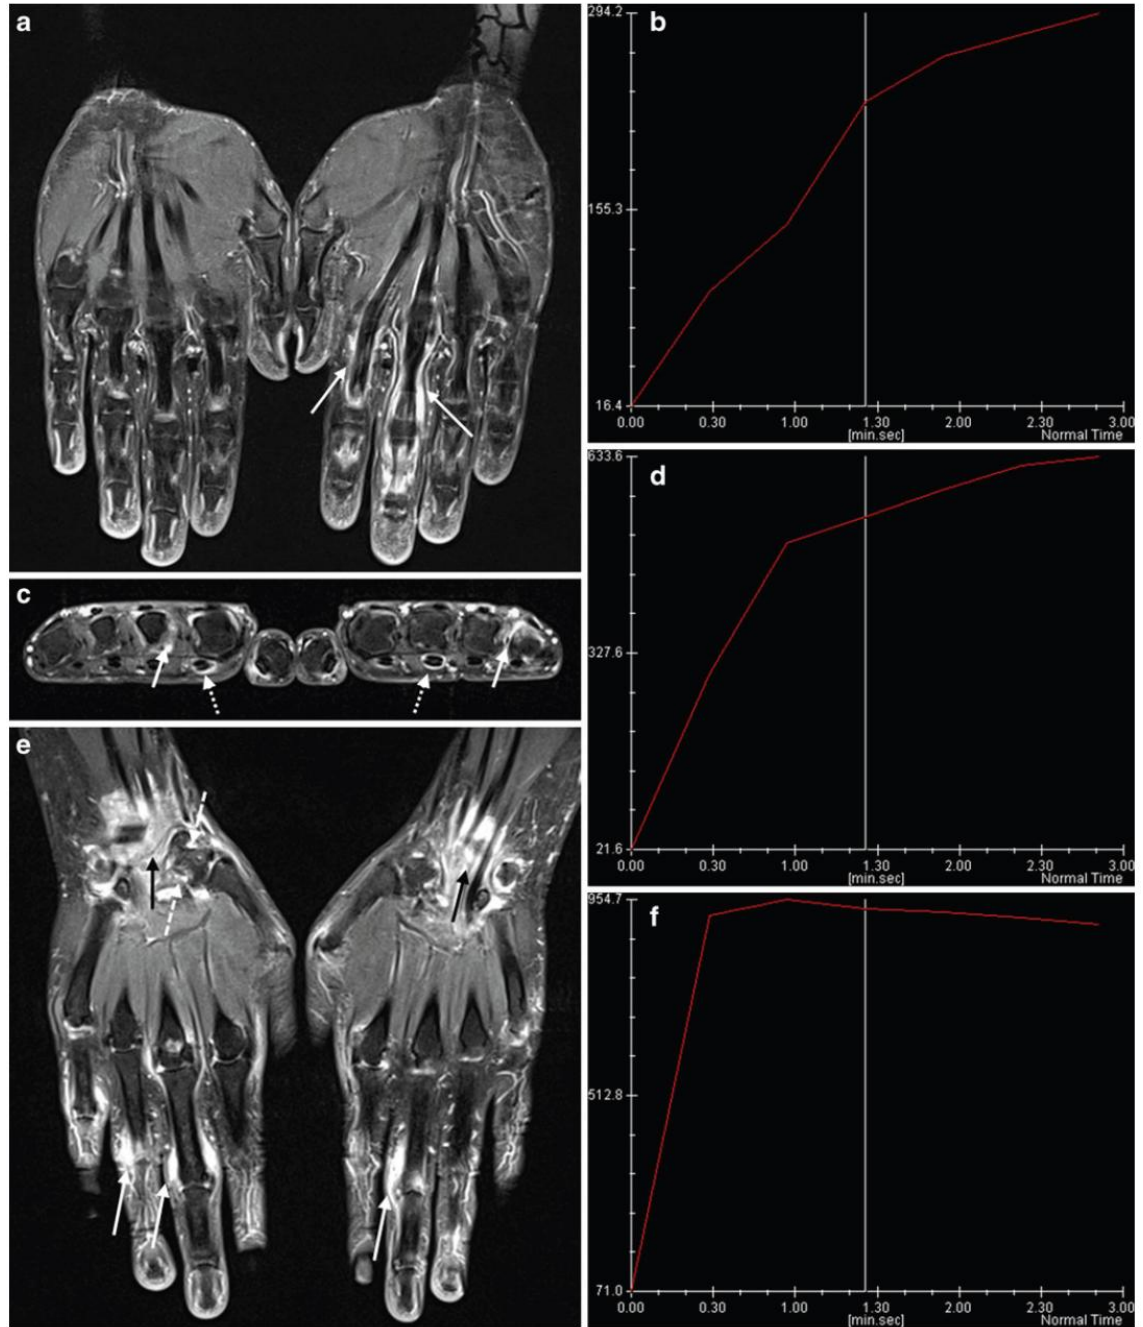 a
b
294.2
155.3
16.4
0.00 0.30 1.00 1.30 2.00 2.30 3.00
[min.sec] Normal Time
c
d
633.6
327.6
21.6
0.00 0.30 1.00 1.30 2.00 2.30 3.00
[min.sec] Normal Time
e
f
954.7
512.8
71.0
0.00 0.30 1.00 1.30 2.00 2.30 3.00
[min.sec] Normal Time